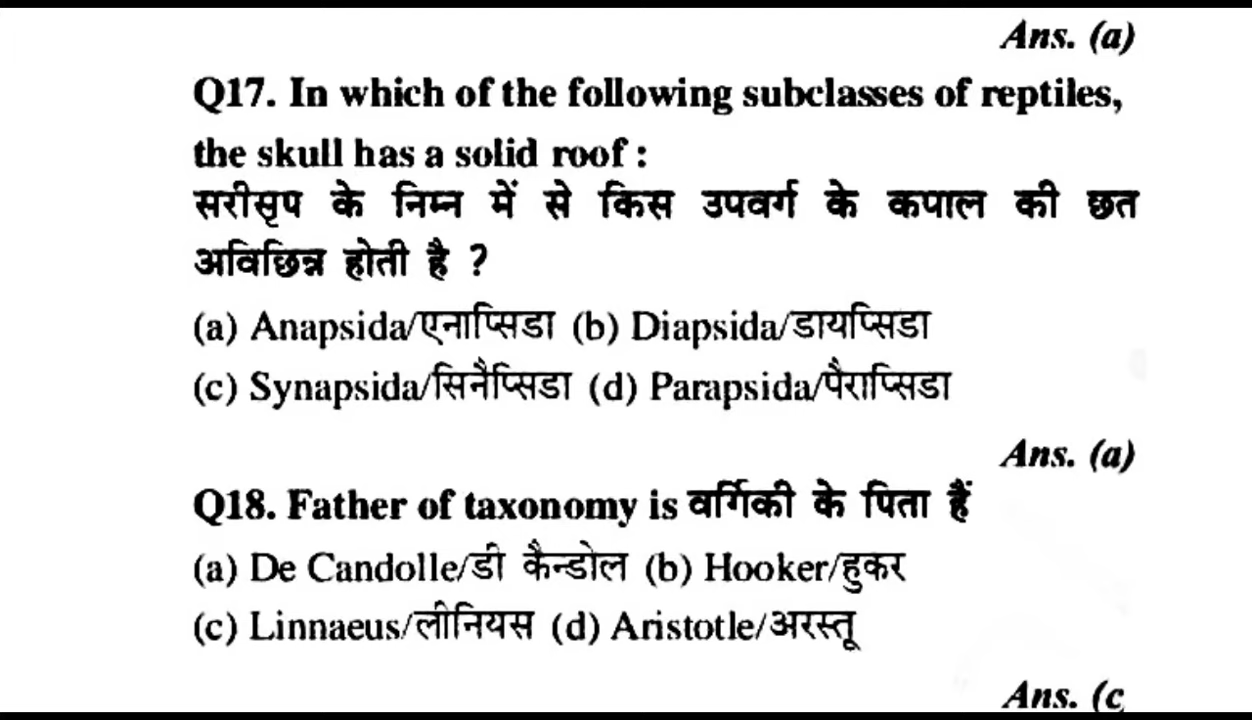 Ans. (a)
Q17. In which of the following subclasses of reptiles,
the skull has a solid roof :
सरीसृप के निम्न में से किस उपवर्ग के कपाल की छत
अविछिन्न होती है ?
(a) Anapsida/एनाप्सिडा (b) Diapsida/डायप्सिडा
(c) Synapsida/सिनैप्सिडा (d) Parapsida/पैराप्सिडा
Ans. (a)
Q18. Father of taxonomy is वर्गिकी के पिता हैं
(a) De Candolle/डी कैन्डोल (b) Hooker/हुकर
(c) Linnaeus/लीनियस (d) Aristotle/अरस्तू
Ans. (c